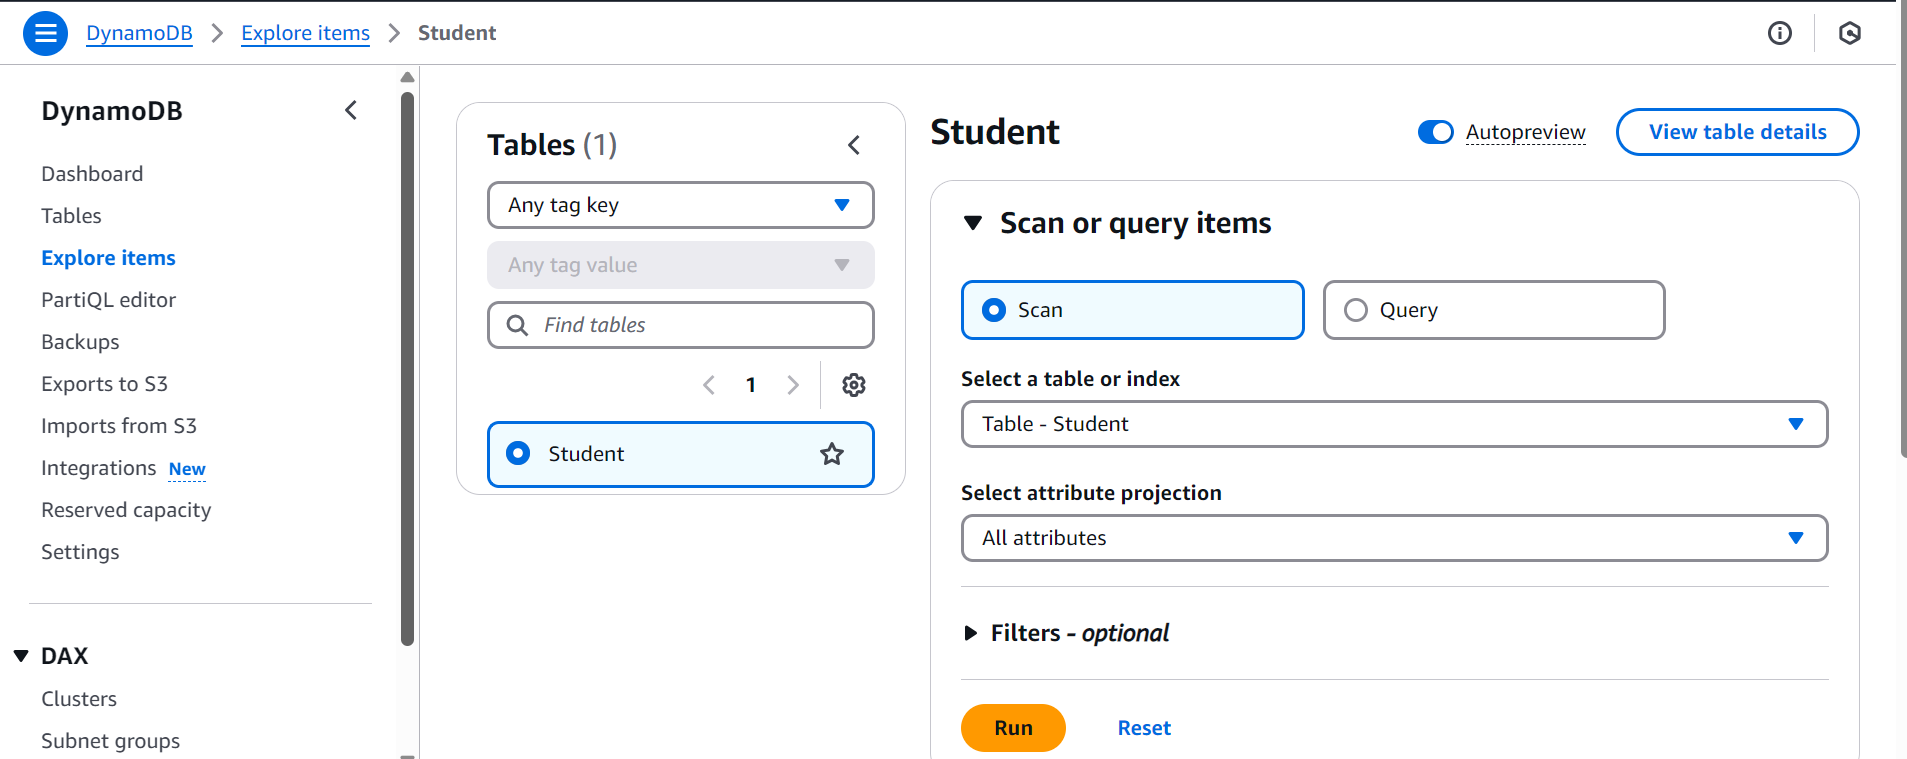 DynamoDB > Explore items > Student
DynamoDB
Dashboard
Tables
Explore items
PartiQL editor
Backups
Exports to S3
Imports from S3
Integrations New
Reserved capacity
Settings
DAX
Clusters
Subnet groups
Tables (1)
Any tag key
Any tag value
Find tables
1
Student
Student
Autopreview
View table details
Scan or query items
Scan
Query
Select a table or index
Table - Student
Select attribute projection
All attributes
Filters - optional
Run
Reset